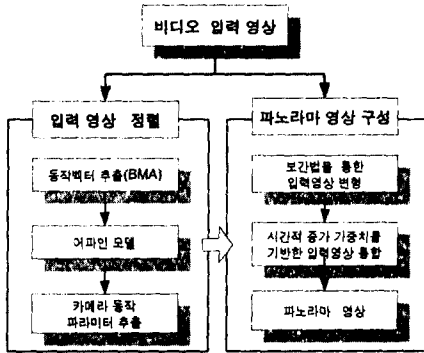 비디오 입력 영상
입력 영상 정렬
동작벡터 추출(BMA)
어파인 모델
카메라 동작
파라미터 추출
파노라마 영상 구성
보간법을 통한
입력영상 변형
시간적 증가 가중치를
기반한 입력영상 통합
파노라마 영상